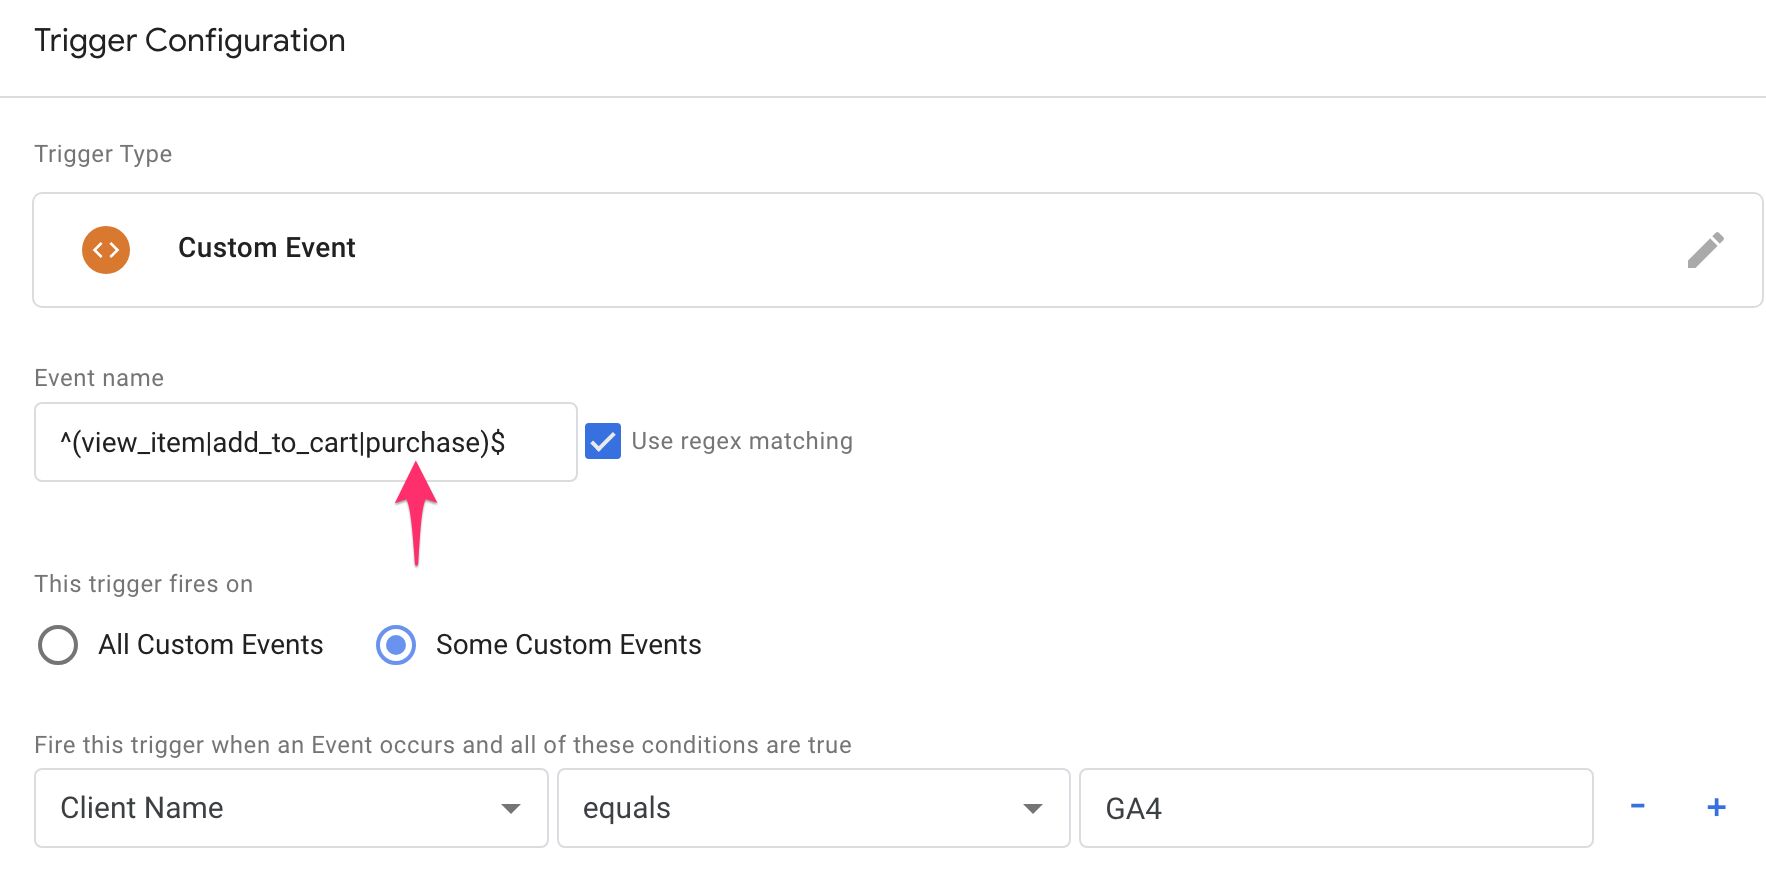 Trigger Configuration
Trigger Type
Custom Event
Event name
^(view_item|add_to_cart|purchase)$ Use regex matching
This trigger fires on
All Custom Events Some Custom Events
Fire this trigger when an Event occurs and all of these conditions are true
Client Name equals GA4 - +